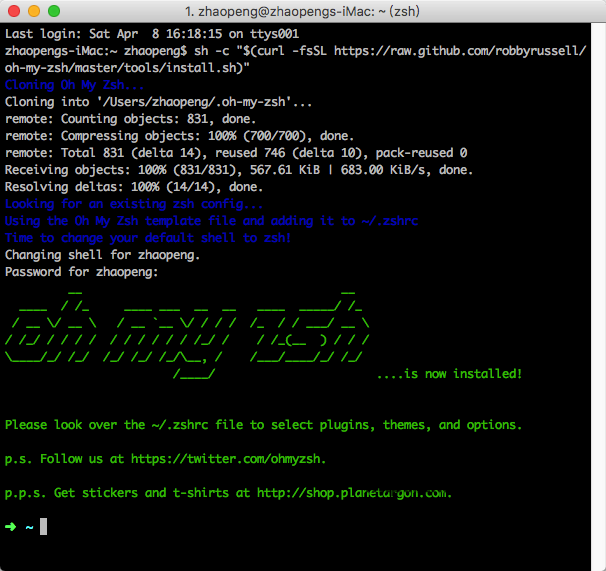 1. zhaopeng@zhaopengs-iMac: ~ (zsh)
Last login: Sat Apr  8 16:18:15 on ttys001
zhaopengs-iMac:~ zhaopeng$ sh -c "$(curl -fsSL https://raw.github.com/robbyrussell/
oh-my-zsh/master/tools/install.sh)"
Cloning Oh My Zsh...
Cloning into '/Users/zhaopeng/.oh-my-zsh'...
remote: Counting objects: 831, done.
remote: Compressing objects: 100% (700/700), done.
remote: Total 831 (delta 14), reused 746 (delta 10), pack-reused 0
Receiving objects: 100% (831/831), 567.61 KiB | 683.00 KiB/s, done.
Resolving deltas: 100% (14/14), done.
Looking for an existing zsh config...
Using the Oh My Zsh template file and adding it to ~/.zshrc
Time to change your default shell to zsh!
Changing shell for zhaopeng.
Password for zhaopeng:
oh my zsh
....is now installed!
Please look over the ~/.zshrc file to select plugins, themes, and options.
p.s. Follow us at https://twitter.com/ohmyzsh.
p.p.s. Get stickers and t-shirts at http://shop.planetargon.com.
➜ ~